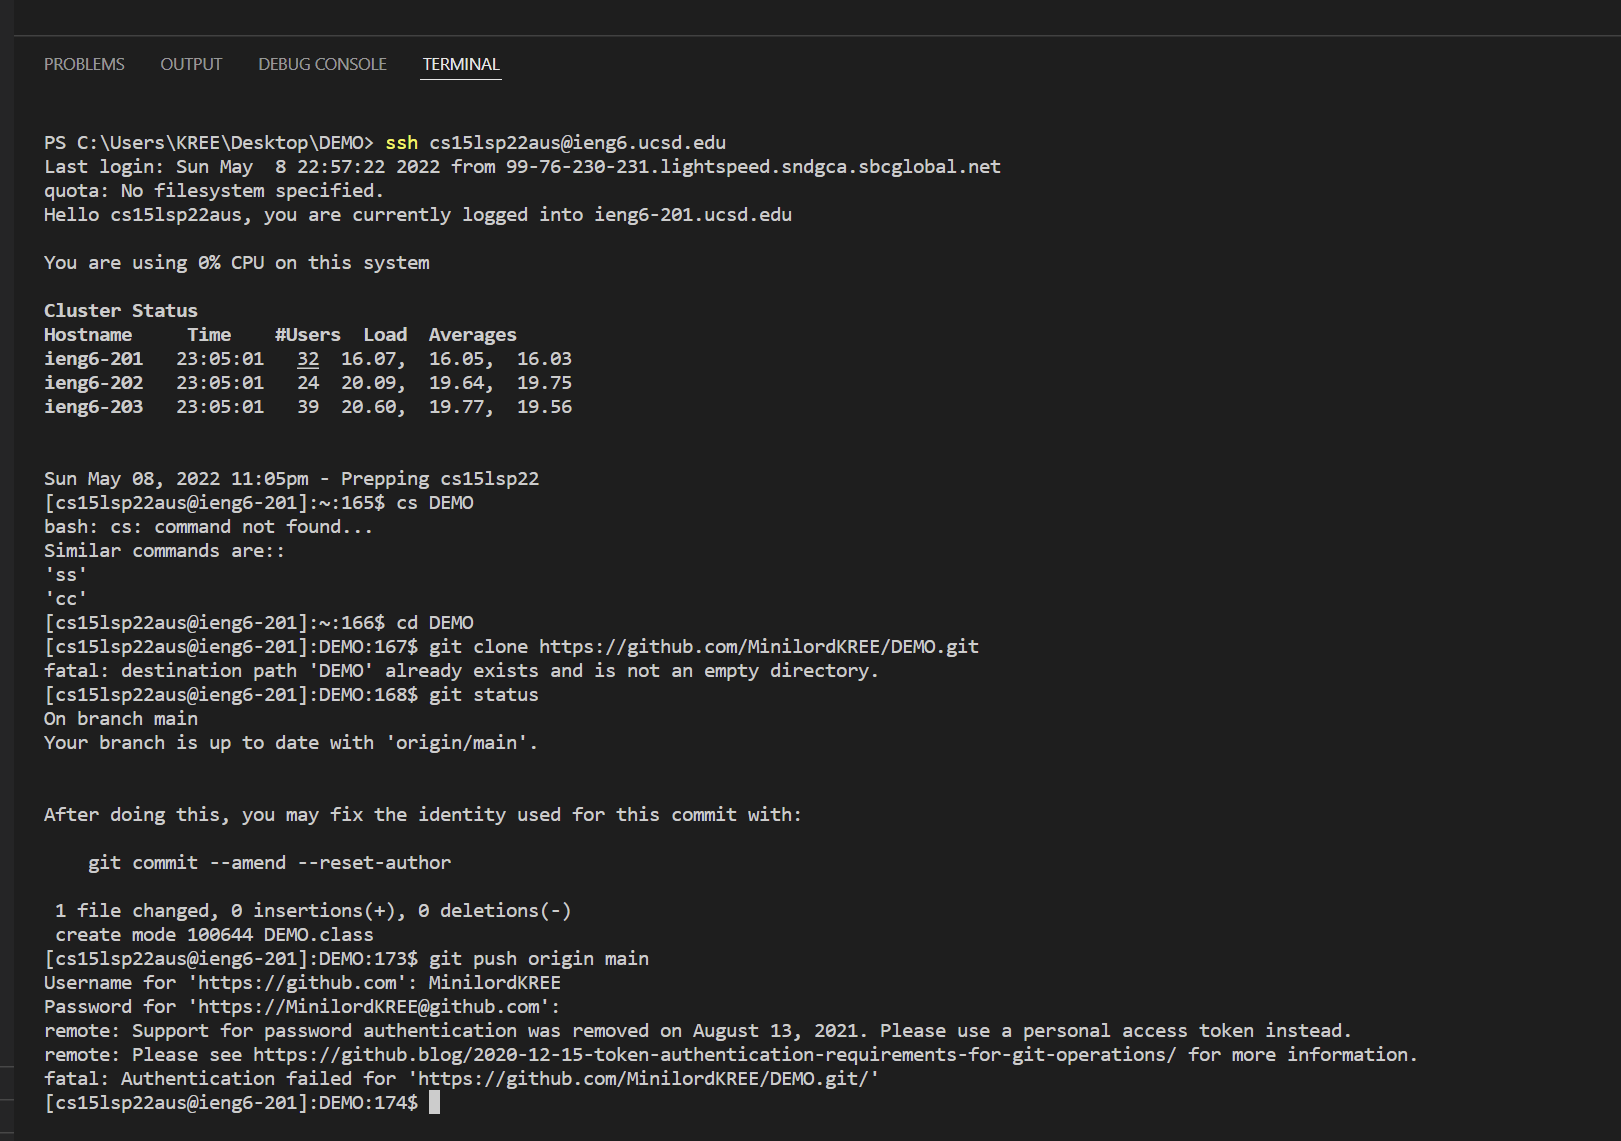 PROBLEMS OUTPUT DEBUG CONSOLE TERMINAL
PS C:\Users\KREE\Desktop\DEMO> ssh cs15lsp22aus@ieng6.ucsd.edu
Last login: Sun May  8 22:57:22 2022 from 99-76-230-231.lightspeed.sndgca.sbcglobal.net
quota: No filesystem specified.
Hello cs15lsp22aus, you are currently logged into ieng6-201.ucsd.edu
You are using 0% CPU on this system
Cluster Status
Hostname     Time    #Users  Load  Averages
ieng6-201   23:05:01   32  16.07,  16.05,  16.03
ieng6-202   23:05:01   24  20.09,  19.64,  19.75
ieng6-203   23:05:01   39  20.60,  19.77,  19.56
Sun May 08, 2022 11:05pm - Prepping cs15lsp22
[cs15lsp22aus@ieng6-201]:~:165$ cs DEMO
bash: cs: command not found...
Similar commands are::
'ss'
'cc'
[cs15lsp22aus@ieng6-201]:~:166$ cd DEMO
[cs15lsp22aus@ieng6-201]:DEMO:167$ git clone https://github.com/MinilordKREE/DEMO.git
fatal: destination path 'DEMO' already exists and is not an empty directory.
[cs15lsp22aus@ieng6-201]:DEMO:168$ git status
On branch main
Your branch is up to date with 'origin/main'.
After doing this, you may fix the identity used for this commit with:
    git commit --amend --reset-author
 1 file changed, 0 insertions(+), 0 deletions(-)
 create mode 100644 DEMO.class
[cs15lsp22aus@ieng6-201]:DEMO:173$ git push origin main
Username for 'https://github.com': MinilordKREE
Password for 'https://MinilordKREE@github.com':
remote: Support for password authentication was removed on August 13, 2021. Please use a personal access token instead.
remote: Please see https://github.blog/2020-12-15-token-authentication-requirements-for-git-operations/ for more information.
fatal: Authentication failed for 'https://github.com/MinilordKREE/DEMO.git/'
[cs15lsp22aus@ieng6-201]:DEMO:174$